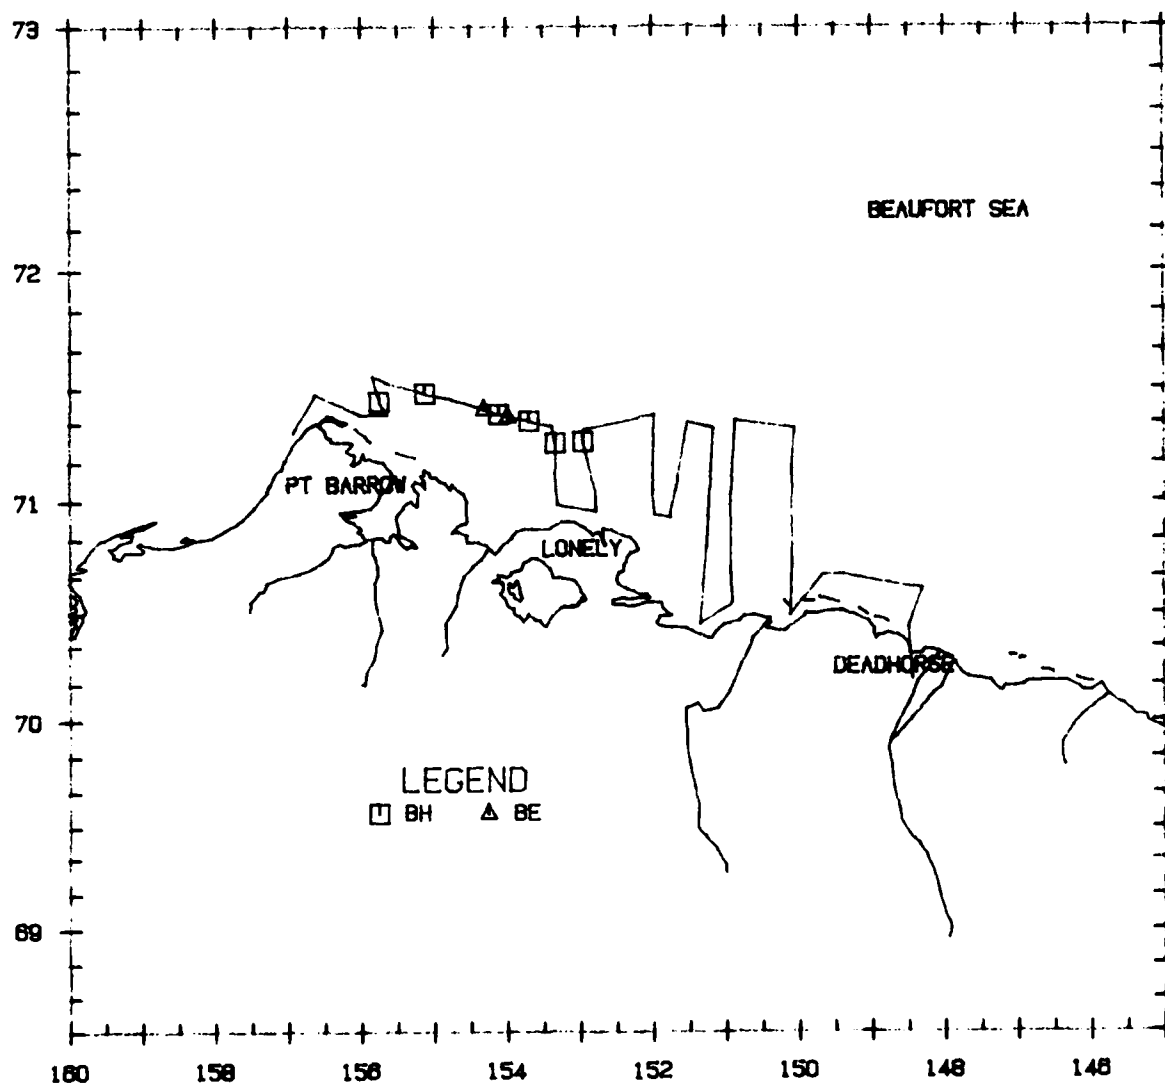 73
BEAUFORT SEA
72
71
PT BARROW
LONELY
DEADHORSE
70
LEGEND
BH BE
69
160 158 156 154 152 150 148 146